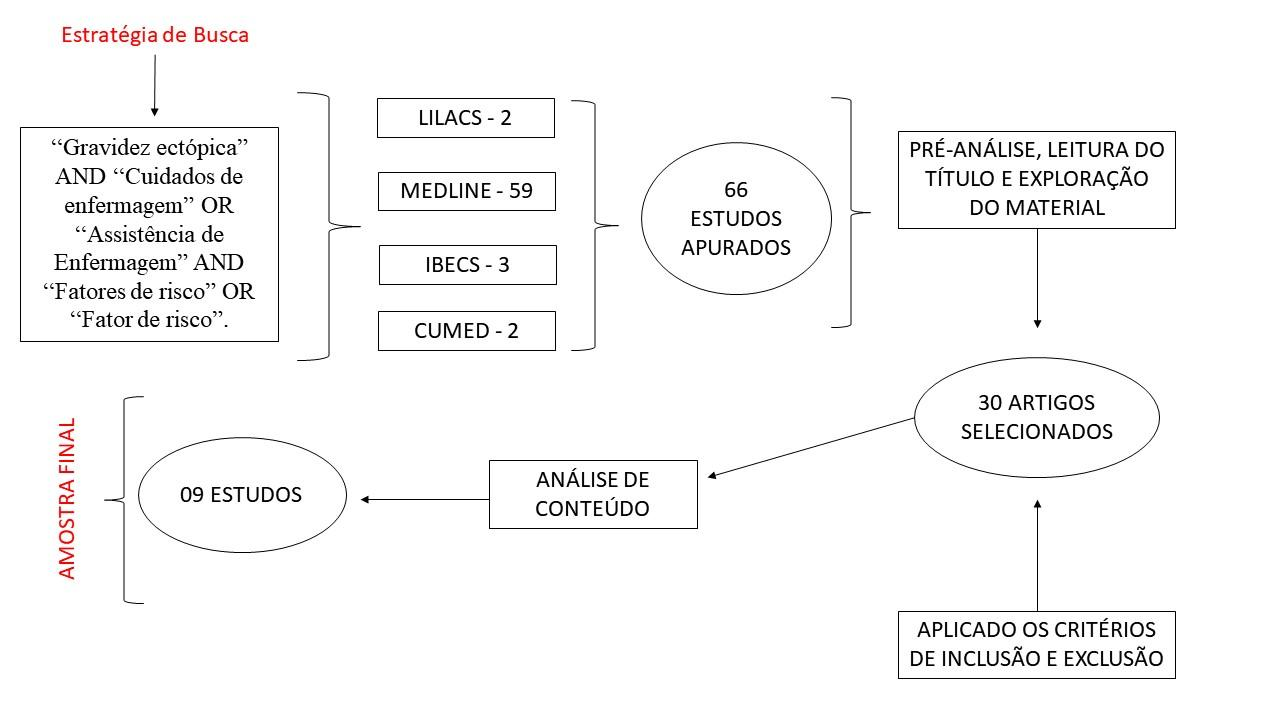 Estratégia de Busca
“Gravidez ectópica”
AND “Cuidados de
enfermagem” OR
“Assistência de
Enfermagem” AND
“Fatores de risco” OR
“Fator de risco”.
LILACS - 2
MEDLINE - 59
IBECS - 3
CUMED - 2
66
ESTUDOS
APURADOS
PRÉ-ANÁLISE, LEITURA DO
TÍTULO E EXPLORAÇÃO
DO MATERIAL
30 ARTIGOS
SELECIONADOS
APLICADO OS CRITÉRIOS
DE INCLUSÃO E EXCLUSÃO
ANÁLISE DE
CONTEÚDO
09 ESTUDOS
AMOSTRA FINAL